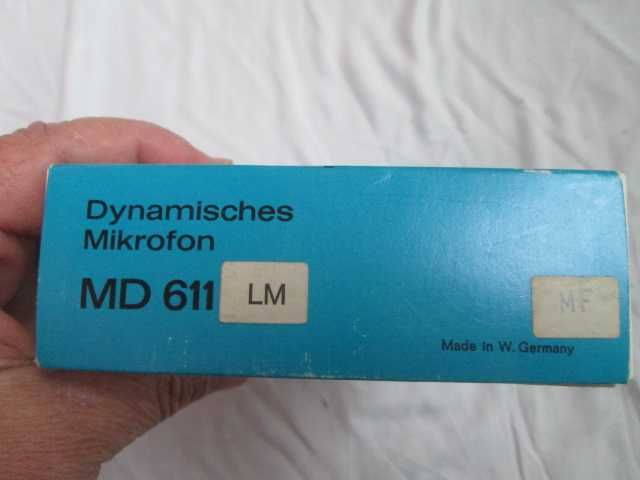 Dynamisches
Mikrofon
MD 611 LM
MF
Made in W. Germany